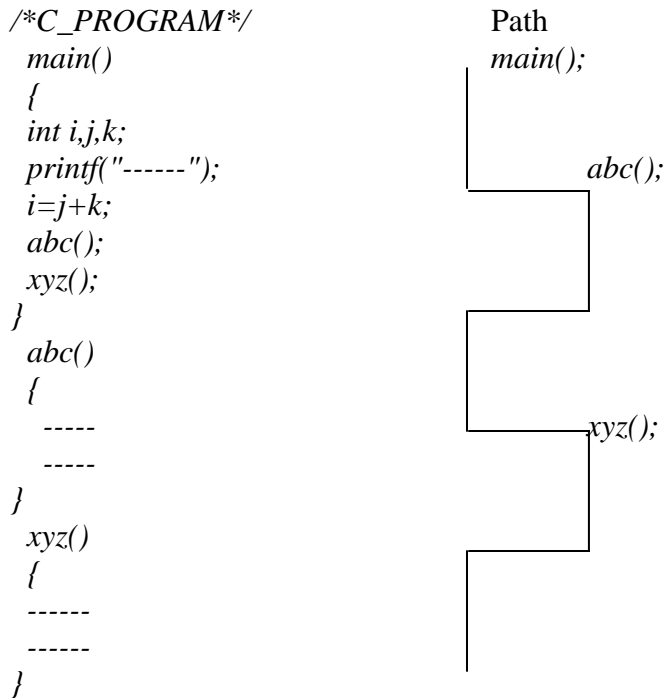 /*C_PROGRAM*/ Path
main() main();
{
int i,j,k;
printf("------"); abc();
i=j+k;
abc();
xyz();
}
abc()
{
----- xyz();
-----
}
xyz()
{
------
------
}